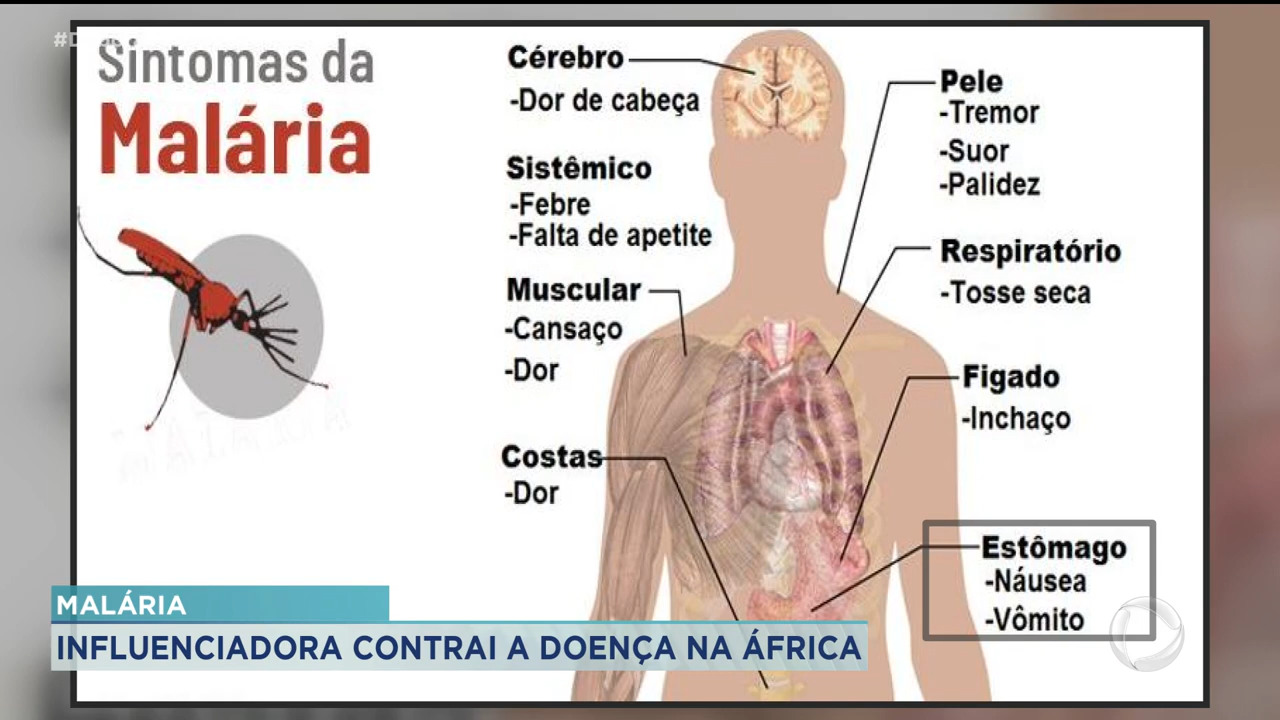 Sintomas da
Malária
Cérebro
-Dor de cabeça
Sistêmico
-Febre
-Falta de apetite
Muscular
-Cansaço
-Dor
Costas
-Dor
Pele
-Tremor
-Suor
-Palidez
Respiratório
-Tosse seca
Figado
-Inchaço
Estômago
-Náusea
-Vômito
MALÁRIA
INFLUENCIADORA CONTRAI A DOENÇA NA ÁFRICA